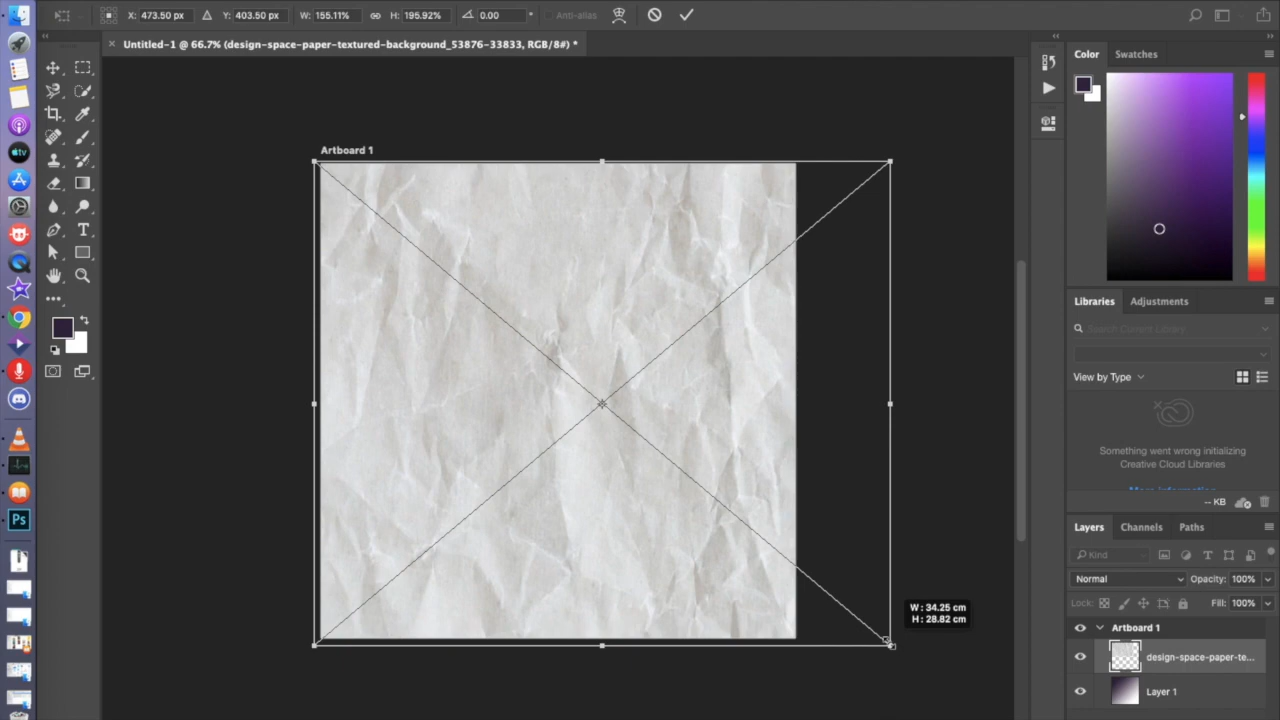 X: 473.50 px Y: 403.50 px W: 155.11% H: 195.92% 0.00 Anti-alias
Untitled-1 @ 66.7% (design-space-paper-textured-background_53876-33833, RGB/8#) *
Color Swatches
Artboard 1
Libraries Adjustments
Search Current Library
View by Type
Something went wrong initializing
Creative Cloud Libraries
-- KB
Layers Channels Paths
Kind
Normal Opacity: 100%
Lock: Fill: 100%
W: 34.25 cm
H: 28.82 cm
Artboard 1
design-space-paper-te...
Layer 1
tv
Ps